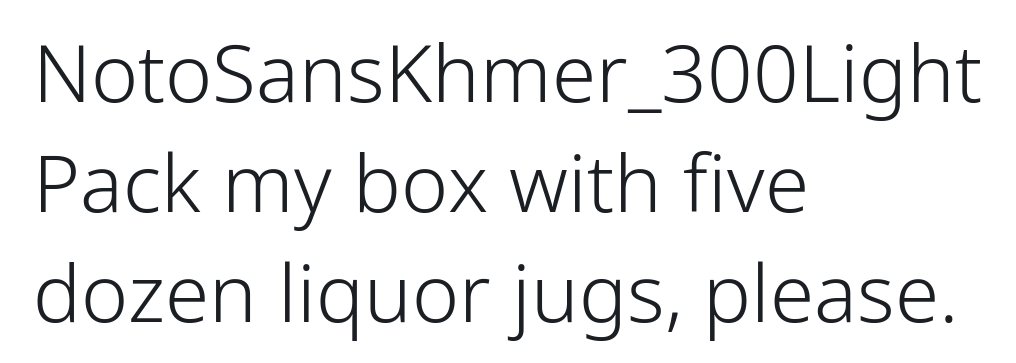 NotoSansKhmer_300Light
Pack my box with five
dozen liquor jugs, please.